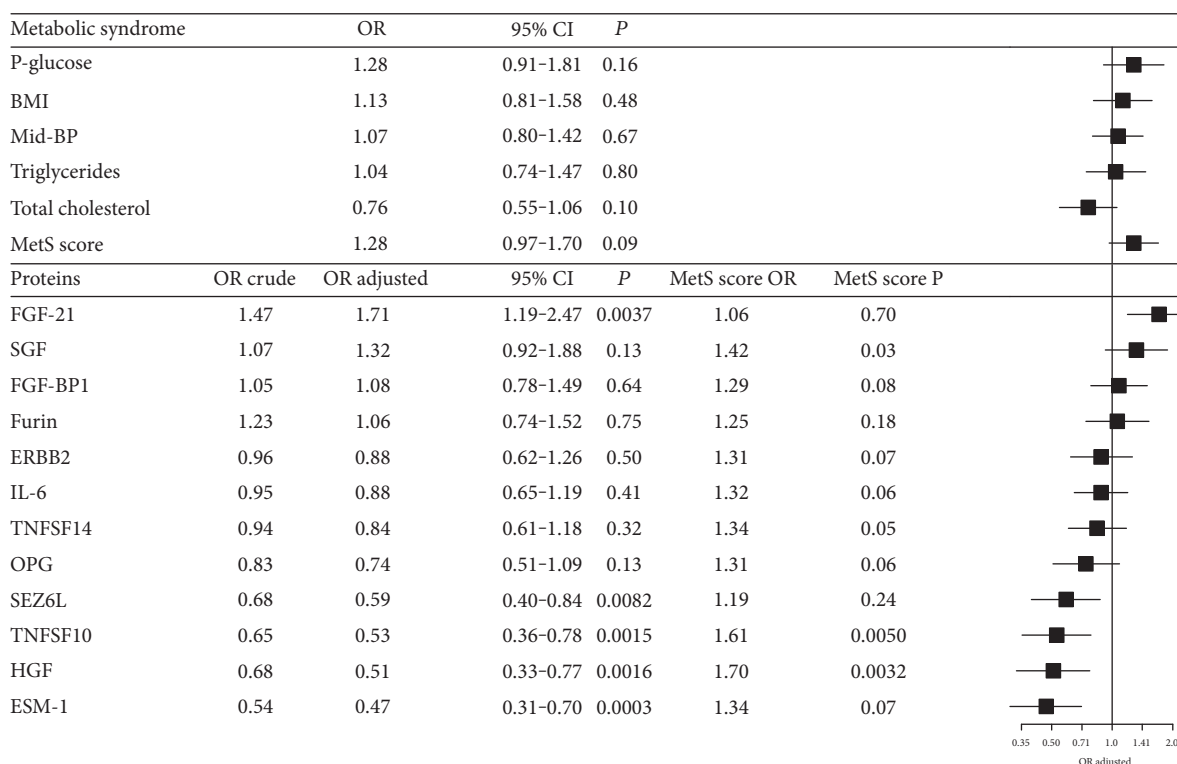 Metabolic syndrome OR 95% CI P
P-glucose 1.28 0.91-1.81 0.16
BMI 1.13 0.81-1.58 0.48
Mid-BP 1.07 0.80-1.42 0.67
Triglycerides 1.04 0.74-1.47 0.80
Total cholesterol 0.76 0.55-1.06 0.10
MetS score 1.28 0.97-1.70 0.09
Proteins OR crude OR adjusted 95% CI P MetS score OR MetS score P
FGF-21 1.47 1.71 1.19-2.47 0.0037 1.06 0.70
SGF 1.07 1.32 0.92-1.88 0.13 1.42 0.03
FGF-BP1 1.05 1.08 0.78-1.49 0.64 1.29 0.08
Furin 1.23 1.06 0.74-1.52 0.75 1.25 0.18
ERBB2 0.96 0.88 0.62-1.26 0.50 1.31 0.07
IL-6 0.95 0.88 0.65-1.19 0.41 1.32 0.06
TNFSF14 0.94 0.84 0.61-1.18 0.32 1.34 0.05
OPG 0.83 0.74 0.51-1.09 0.13 1.31 0.06
SEZ6L 0.68 0.59 0.40-0.84 0.0082 1.19 0.24
TNFSF10 0.65 0.53 0.36-0.78 0.0015 1.61 0.0050
HGF 0.68 0.51 0.33-0.77 0.0016 1.70 0.0032
ESM-1 0.54 0.47 0.31-0.70 0.0003 1.34 0.07
0.35 0.50 0.71 1.0 1.41 2.0
OR adjusted